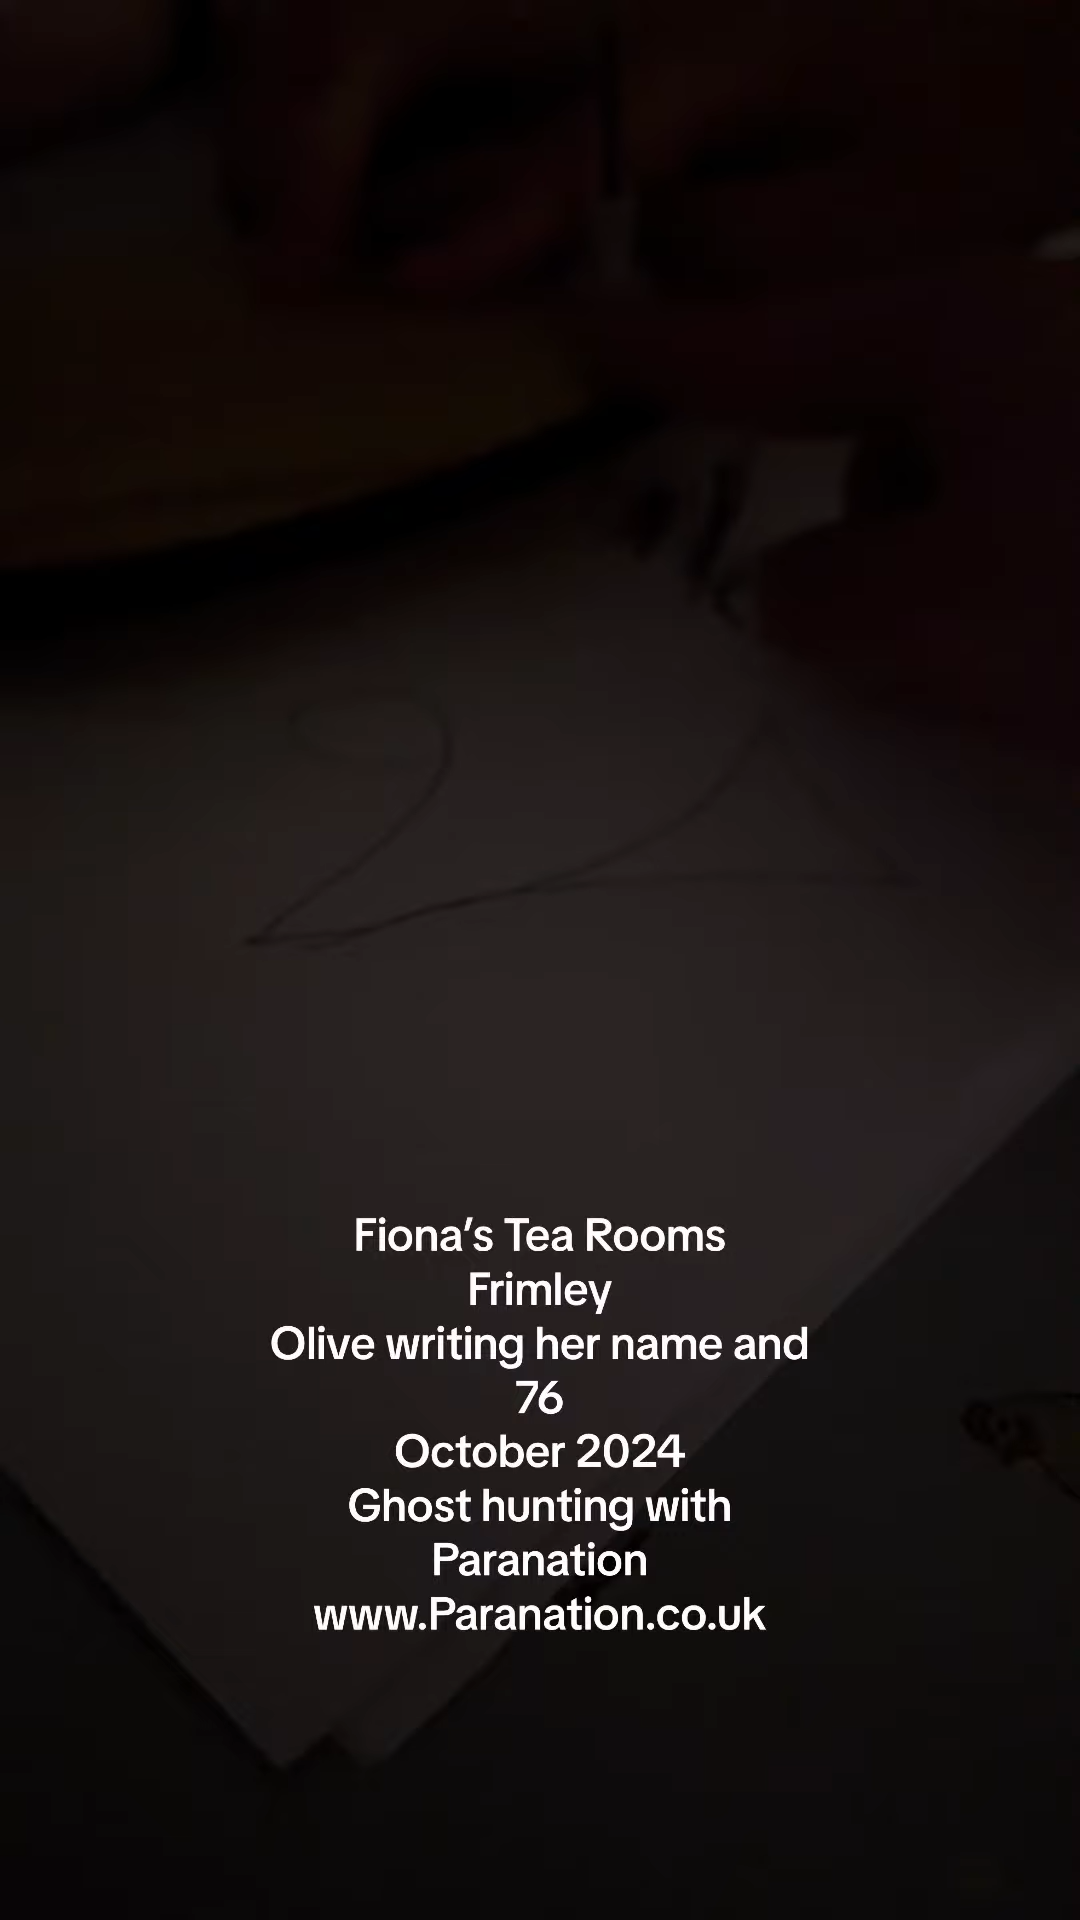 Fiona’s Tea Rooms
Frimley
Olive writing her name and
76
October 2024
Ghost hunting with
Paranation
www.Paranation.co.uk